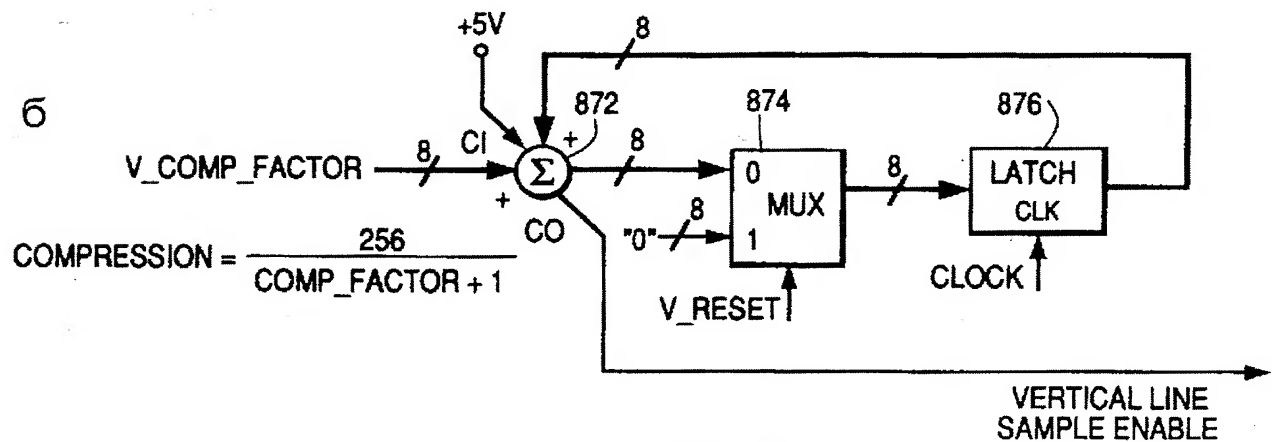 +5V
8
б
872
874
876
8
CI
+
8
8
V_COMP_FACTOR
Σ
0
LATCH
+
MUX
CLK
CO
"0"
8
1
COMPRESSION = 256 / COMP_FACTOR + 1
V_RESET
CLOCK
VERTICAL LINE
SAMPLE ENABLE